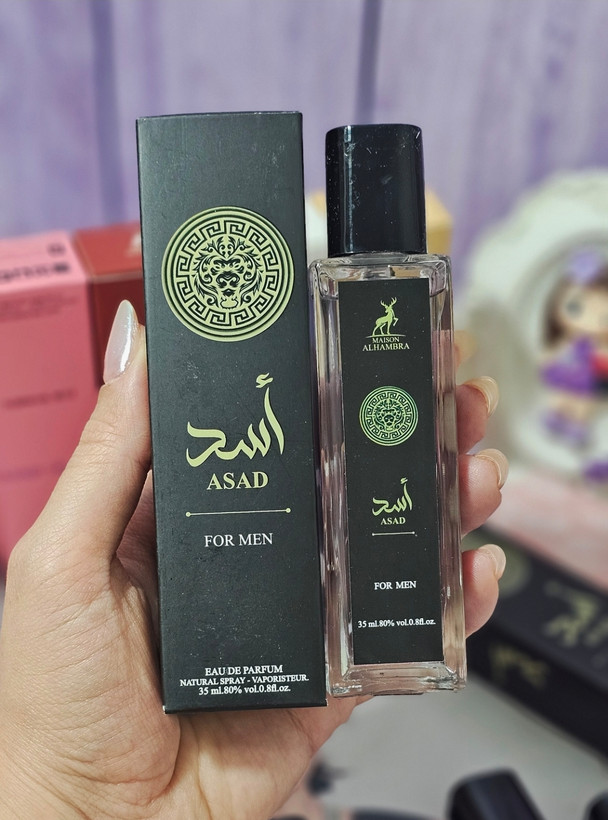 أسد
ASAD
FOR MEN
EAU DE PARFUM
NATURAL SPRAY - VAPORISTEUR.
35 ml.80% vol.0.8fl.oz.
MAISON
ALHAMBRA
أسد
ASAD
FOR MEN
35 ml.80% vol.0.8fl.oz.